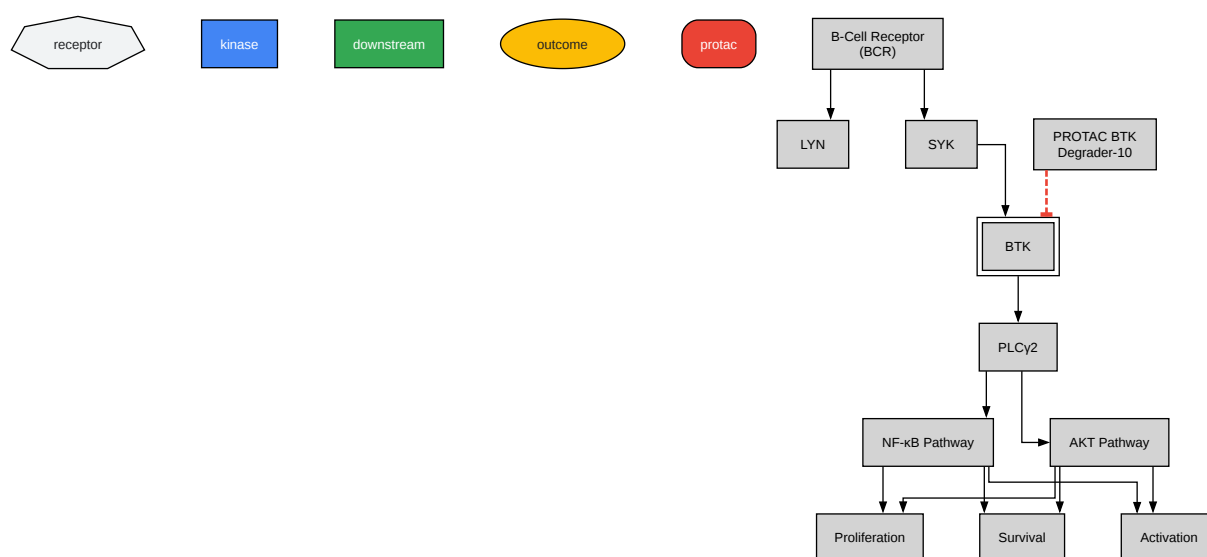 receptor
kinase
downstream
outcome
protac
B-Cell Receptor
(BCR)
LYN
SYK
PROTAC BTK
Degrader-10
BTK
PLCγ2
NF-κB Pathway
AKT Pathway
Proliferation
Survival
Activation